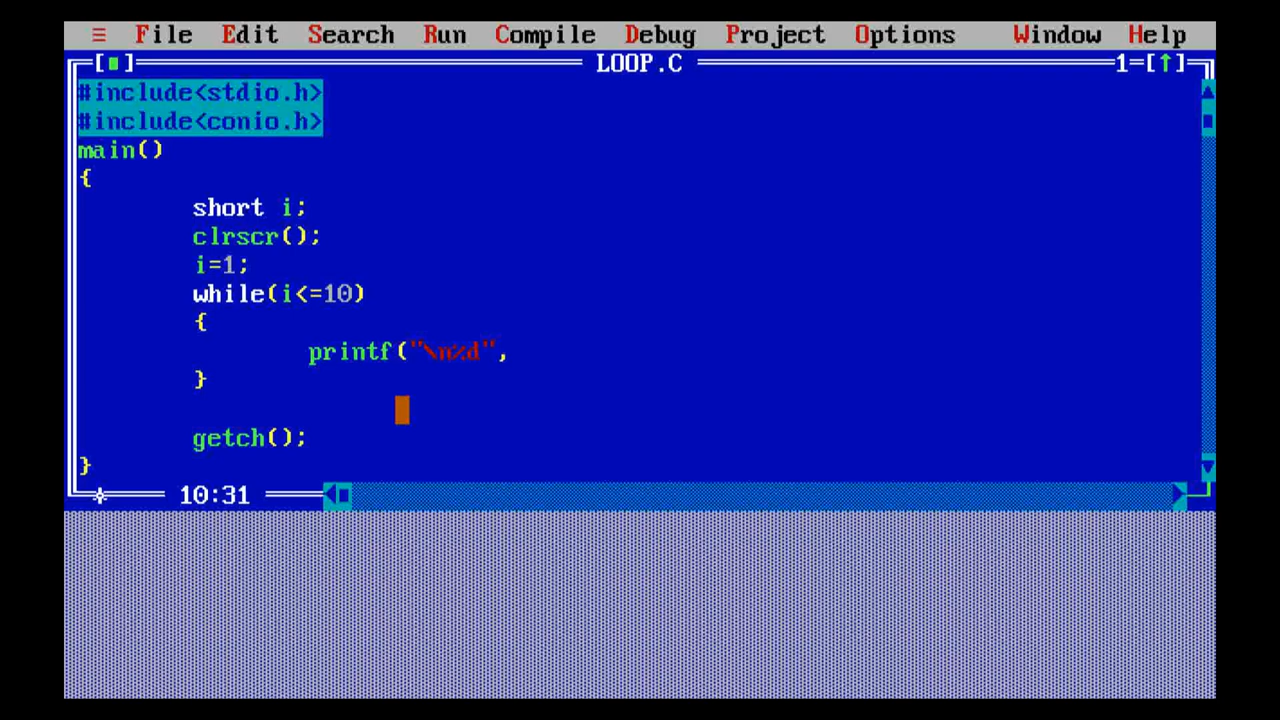 ≡ File Edit Search Run Compile Debug Project Options Window Help
[■] LOOP.C 1=[↑]
#include<stdio.h>
#include<conio.h>
main()
{
short i;
clrscr();
i=1;
while(i<=10)
{
printf("\n%d",
}
getch();
}
10:31